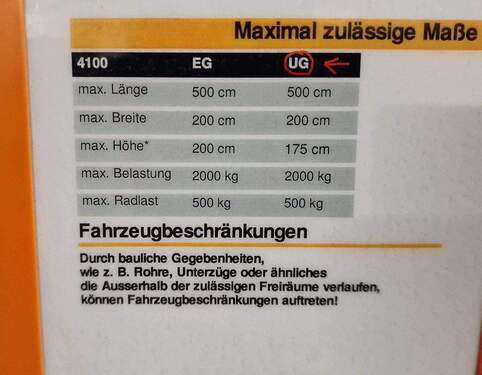 Maximal zulässige Maße
4100 EG UG
max. Länge 500 cm 500 cm
max. Breite 200 cm 200 cm
max. Höhe* 200 cm 175 cm
max. Belastung 2000 kg 2000 kg
max. Radlast 500 kg 500 kg
Fahrzeugbeschränkungen
Durch bauliche Gegebenheiten,
wie z. B. Rohre, Unterzüge oder ähnliches
die Ausserhalb der zulässigen Freiräume verlaufen,
können Fahrzeugbeschränkungen auftreten!